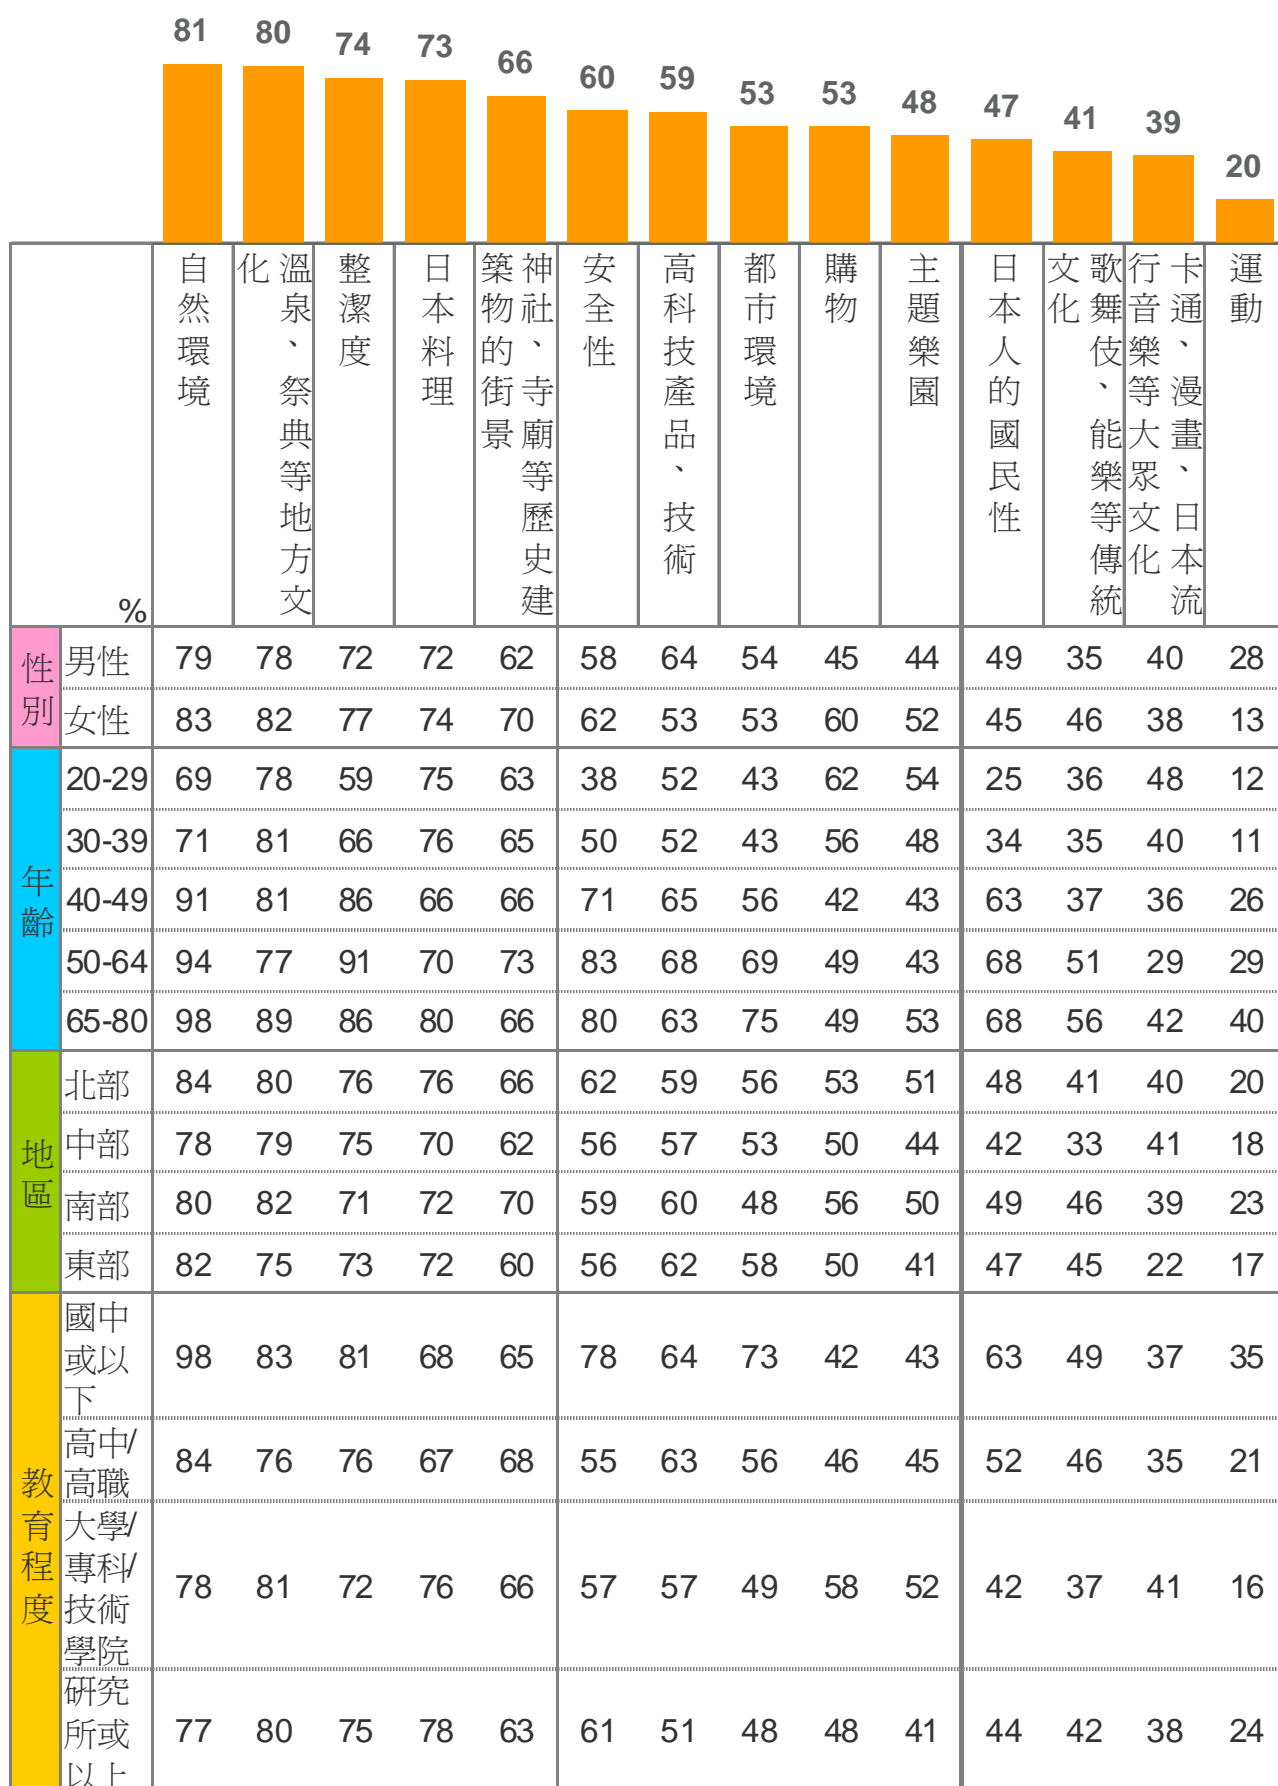 81 80 74 73 66 60 59 53 53 48 47 41 39 20
%
自然環境
溫泉、祭典等地方文
化
整潔度
日本料理
神社、寺廟等歷史建
築物的街景
安全性
高科技產品、技術
都市環境
購物
主題樂園
日本人的國民性
歌舞伎、能樂等傳統
文化
卡通、漫畫、日本流
行音樂等大眾文化
運動
性別
男性 79 78 72 72 62 58 64 54 45 44 49 35 40 28
女性 83 82 77 74 70 62 53 53 60 52 45 46 38 13
年齡
20-29 69 78 59 75 63 38 52 43 62 54 25 36 48 12
30-39 71 81 66 76 65 50 52 43 56 48 34 35 40 11
40-49 91 81 86 66 66 71 65 56 42 43 63 37 36 26
50-64 94 77 91 70 73 83 68 69 49 43 68 51 29 29
65-80 98 89 86 80 66 80 63 75 49 53 68 56 42 40
地區
北部 84 80 76 76 66 62 59 56 53 51 48 41 40 20
中部 78 79 75 70 62 56 57 53 50 44 42 33 41 18
南部 80 82 71 72 70 59 60 48 56 50 49 46 39 23
東部 82 75 73 72 60 56 62 58 50 41 47 45 22 17
教育程度
國中
或以
下
98 83 81 68 65 78 64 73 42 43 63 49 37 35
高中/
高職
84 76 76 67 68 55 63 56 46 45 52 46 35 21
大學/
專科/
技術
學院
78 81 72 76 66 57 57 49 58 52 42 37 41 16
研究
所或
以上
77 80 75 78 63 61 51 48 48 41 44 42 38 24